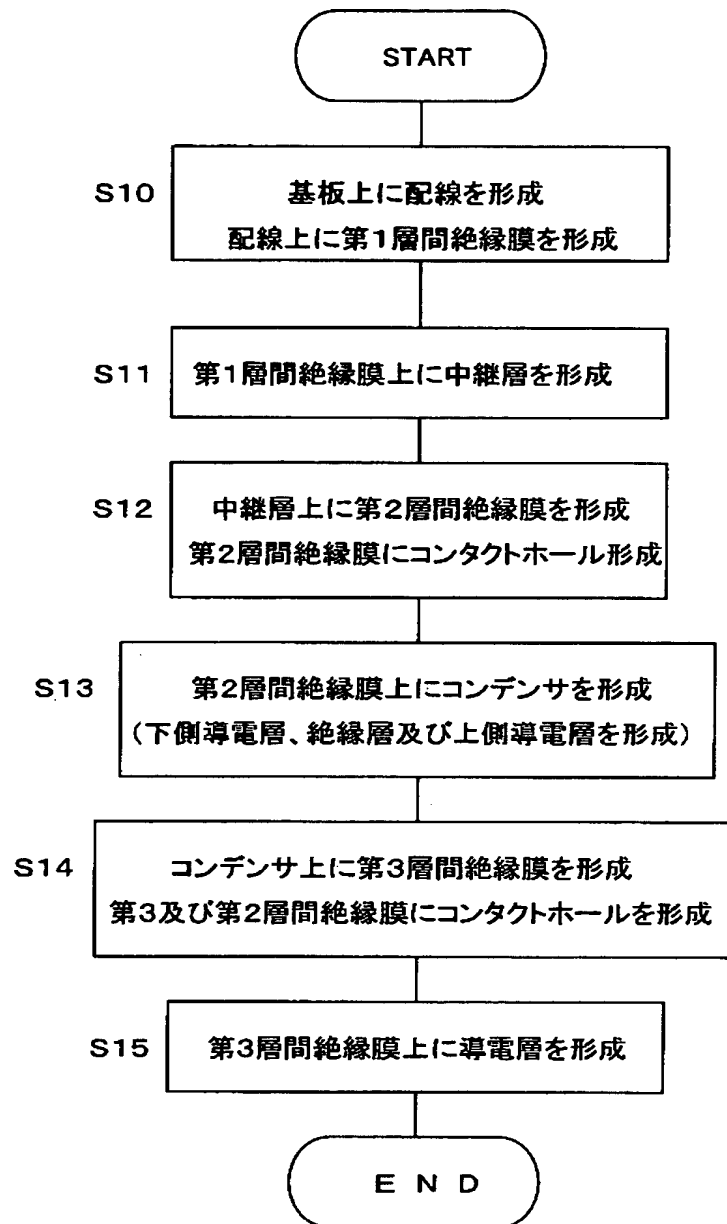 START
S10
基板上に配線を形成
配線上に第1層間絶縁膜を形成
S11
第1層間絶縁膜上に中継層を形成
S12
中継層上に第2層間絶縁膜を形成
第2層間絶縁膜にコンタクトホール形成
S13
第2層間絶縁膜上にコンデンサを形成
(下側導電層、絶縁層及び上側導電層を形成)
S14
コンデンサ上に第3層間絶縁膜を形成
第3及び第2層間絶縁膜にコンタクトホールを形成
S15
第3層間絶縁膜上に導電層を形成
E N D